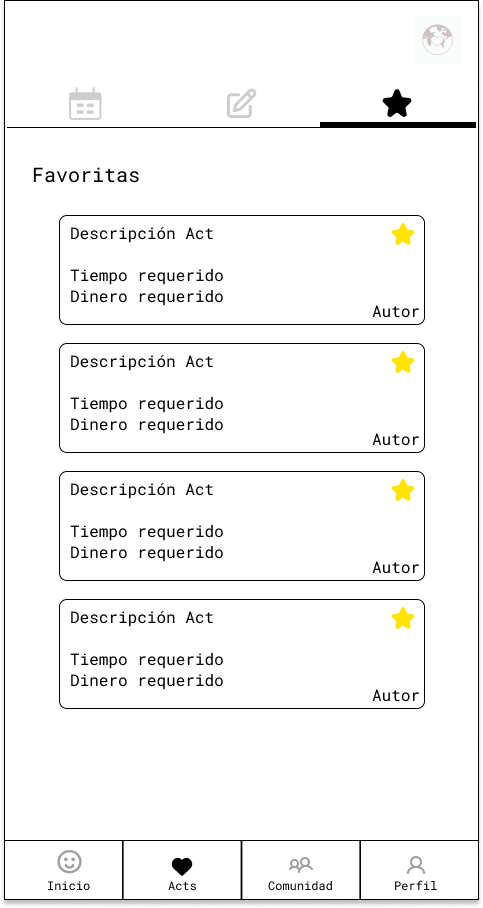 Favoritas
Descripción Act
Tiempo requerido
Dinero requerido
Autor
Descripción Act
Tiempo requerido
Dinero requerido
Autor
Descripción Act
Tiempo requerido
Dinero requerido
Autor
Descripción Act
Tiempo requerido
Dinero requerido
Autor
Inicio
Acts
Comunidad
Perfil